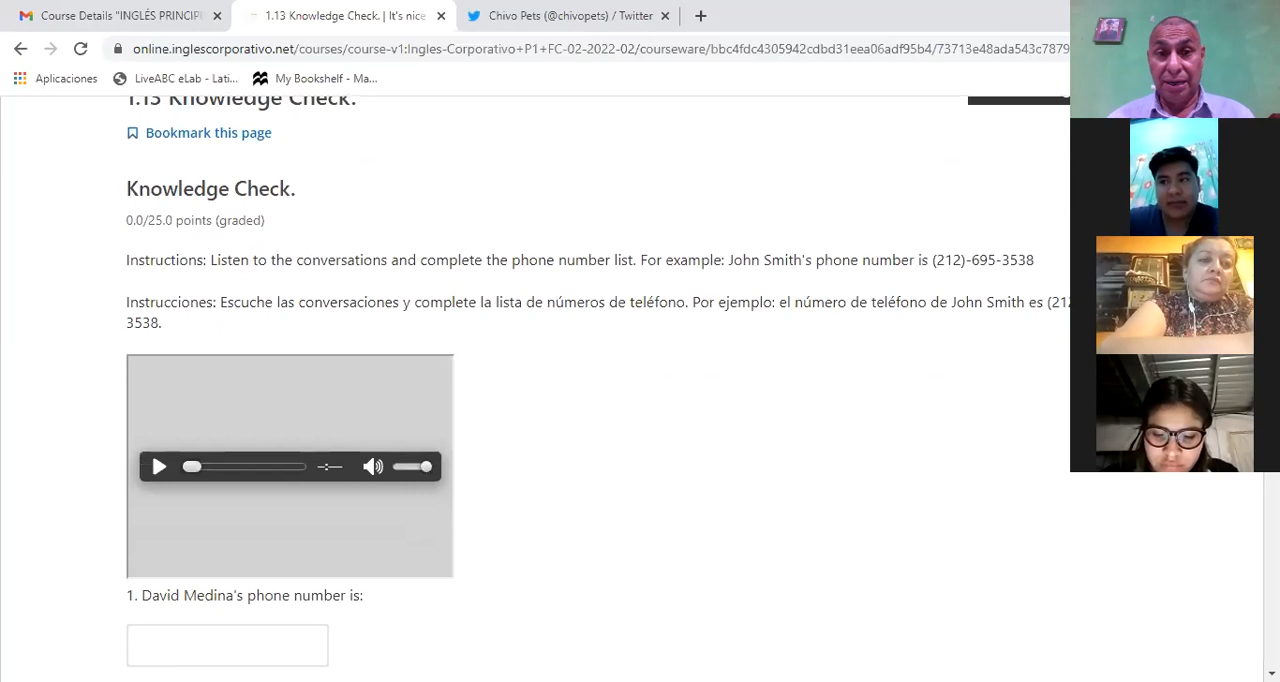 Course Details "INGLÉS PRINCIP
1.13 Knowledge Check. | It's nice
Chivo Pets (@chivopets) / Twitter
online.inglescorporativo.net/courses/course-v1:Ingles-Corporativo+P1+FC-02-2022-02/courseware/bbc4fdc4305942cdbd31eea06adf95b4/73713e48ada543c7879
Aplicaciones
LiveABC eLab - Lati...
My Bookshelf - Ma...
1.13 Knowledge Check.
Bookmark this page
Knowledge Check.
0.0/25.0 points (graded)
Instructions: Listen to the conversations and complete the phone number list. For example: John Smith's phone number is (212)-695-3538
Instrucciones: Escuche las conversaciones y complete la lista de números de teléfono. Por ejemplo: el número de teléfono de John Smith es (212
3538.
1. David Medina's phone number is: